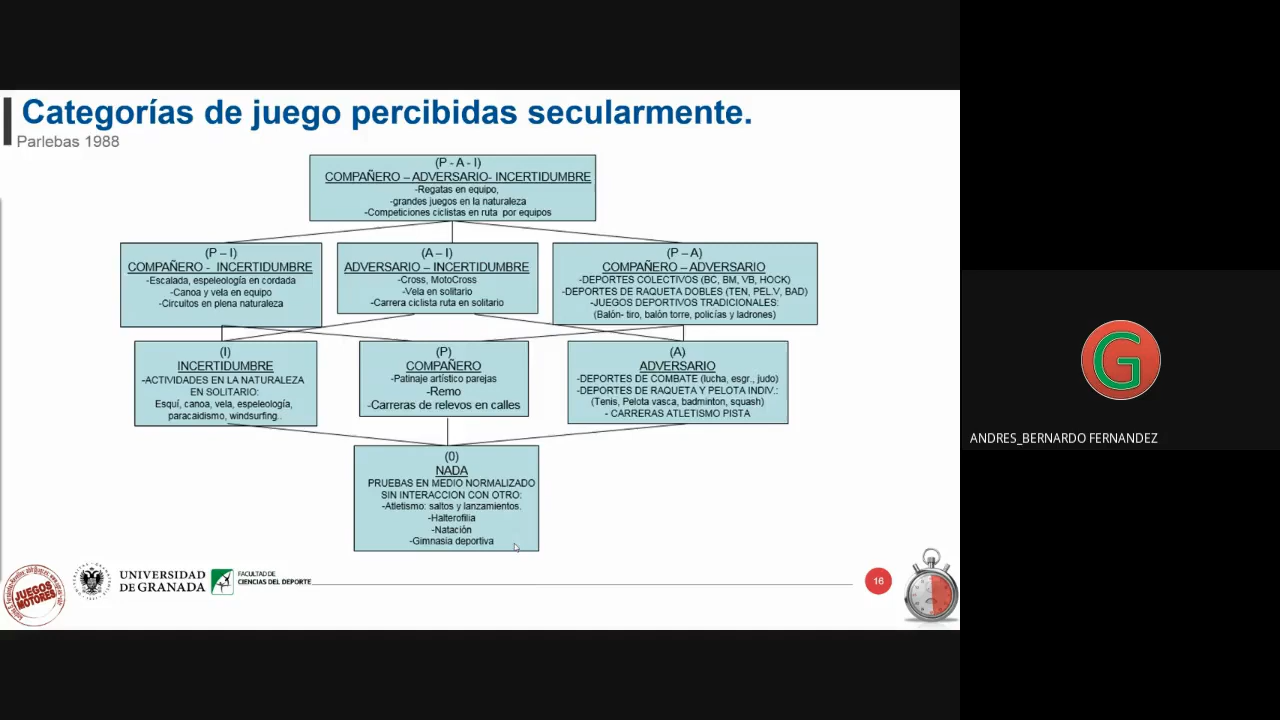 Categorías de juego percibidas secularmente.
Parlebas 1988
(P - A - I)
COMPAÑERO – ADVERSARIO- INCERTIDUMBRE
-Regatas en equipo,
-grandes juegos en la naturaleza
-Competiciones ciclistas en ruta por equipos
(P – I)
COMPAÑERO - INCERTIDUMBRE
-Escalada, espeleología en cordada
-Canoa y vela en equipo
-Circuitos en plena naturaleza
(A – I)
ADVERSARIO – INCERTIDUMBRE
-Cross, MotoCross
-Vela en solitario
-Carrera ciclista ruta en solitario
(P – A)
COMPAÑERO – ADVERSARIO
-DEPORTES COLECTIVOS (BC, BM, VB, HOCK)
-DEPORTES DE RAQUETA DOBLES (TEN, PEL.V, BAD)
-JUEGOS DEPORTIVOS TRADICIONALES:
(Balón- tiro, balón torre, policías y ladrones)
(I)
INCERTIDUMBRE
-ACTIVIDADES EN LA NATURALEZA
EN SOLITARIO:
Esquí, canoa, vela, espeleología,
paracaidismo, windsurfing..
(P)
COMPAÑERO
-Patinaje artístico parejas
-Remo
-Carreras de relevos en calles
(A)
ADVERSARIO
-DEPORTES DE COMBATE (lucha, esgr., judo)
-DEPORTES DE RAQUETA Y PELOTA INDIV.:
(Tenis, Pelota vasca, badminton, squash)
- CARRERAS ATLETISMO PISTA
(0)
NADA
PRUEBAS EN MEDIO NORMALIZADO
SIN INTERACCION CON OTRO:
-Atletismo: saltos y lanzamientos.
-Halterofilia
-Natación
-Gimnasia deportiva
JUEGOS
MOTORES
UNIVERSIDAD
DE GRANADA
FACULTAD DE
CIENCIAS DEL DEPORTE
16
G
ANDRES_BERNARDO FERNANDEZ